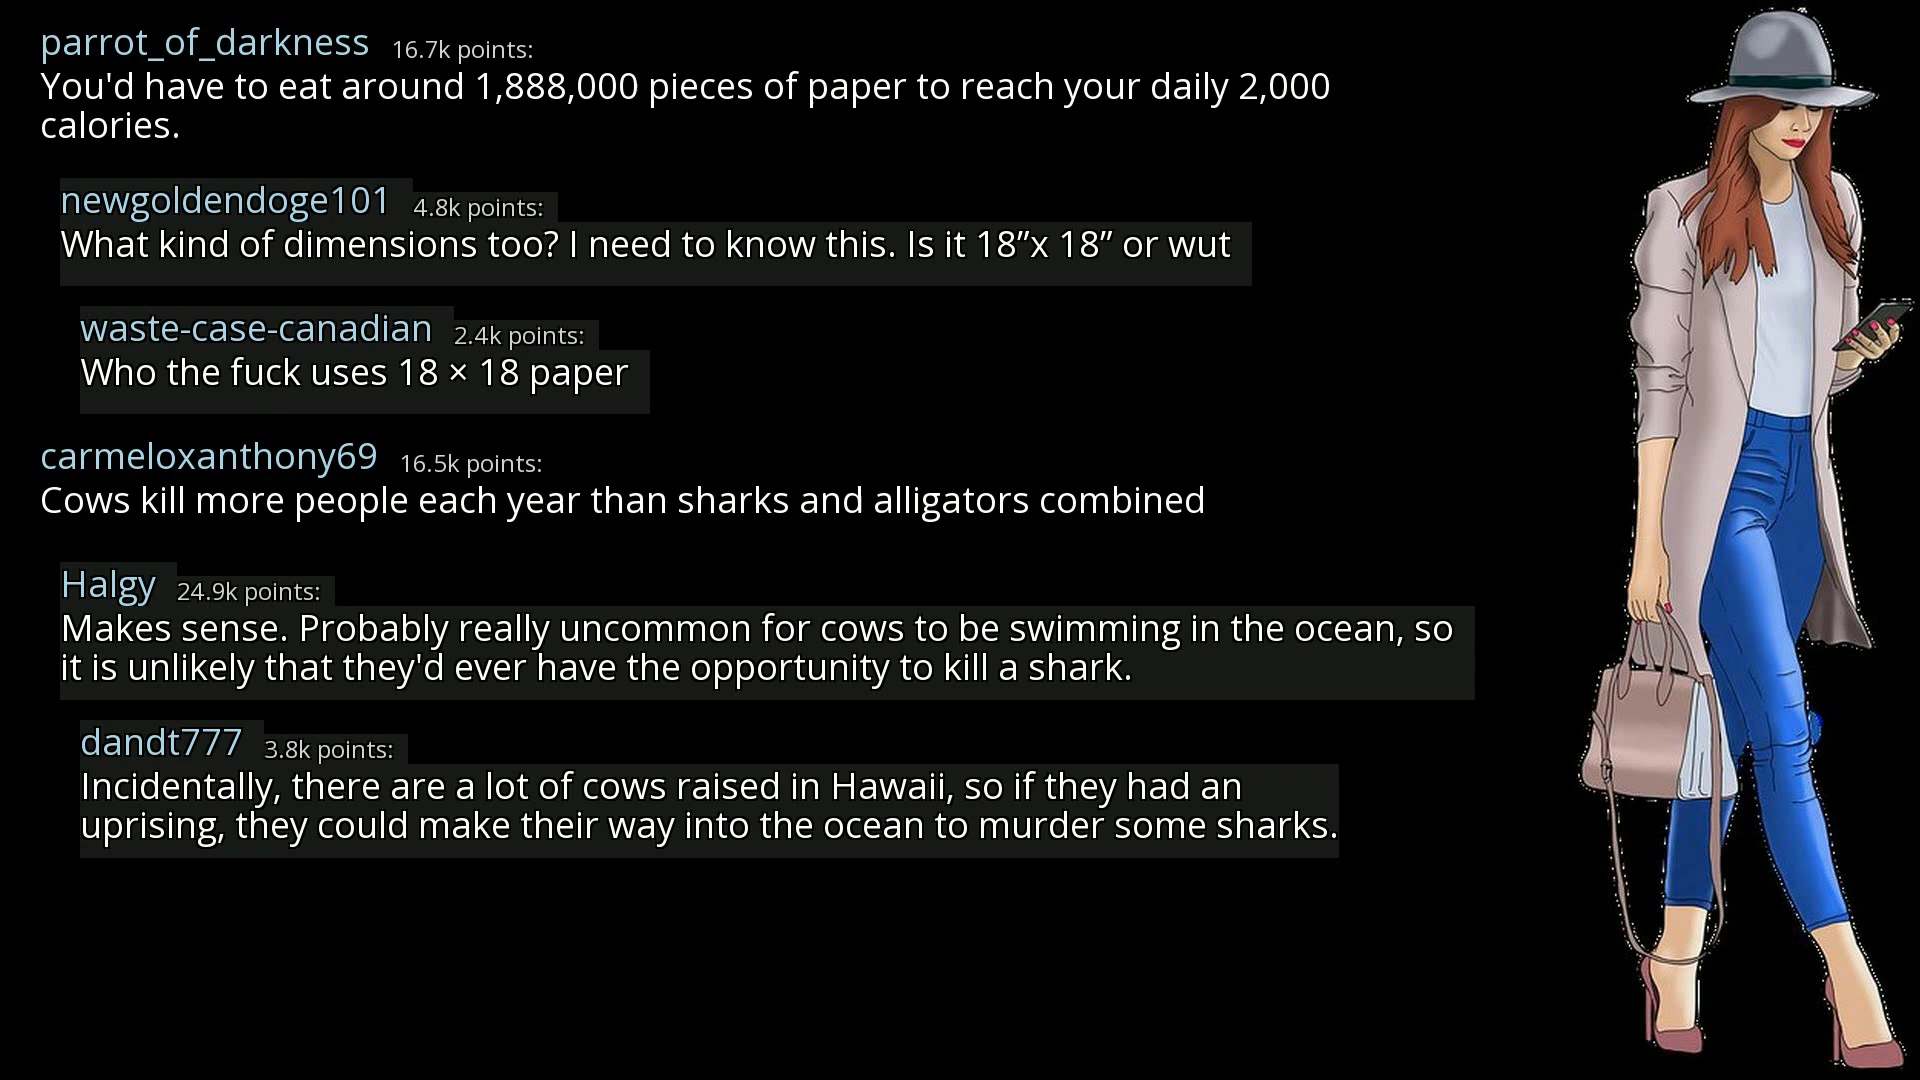 parrot_of_darkness 16.7k points:
You'd have to eat around 1,888,000 pieces of paper to reach your daily 2,000
calories.
newgoldendoge101 4.8k points:
What kind of dimensions too? I need to know this. Is it 18”x 18” or wut
waste-case-canadian 2.4k points:
Who the fuck uses 18 × 18 paper
carmeloxanthony69 16.5k points:
Cows kill more people each year than sharks and alligators combined
Halgy 24.9k points:
Makes sense. Probably really uncommon for cows to be swimming in the ocean, so
it is unlikely that they'd ever have the opportunity to kill a shark.
dandt777 3.8k points:
Incidentally, there are a lot of cows raised in Hawaii, so if they had an
uprising, they could make their way into the ocean to murder some sharks.